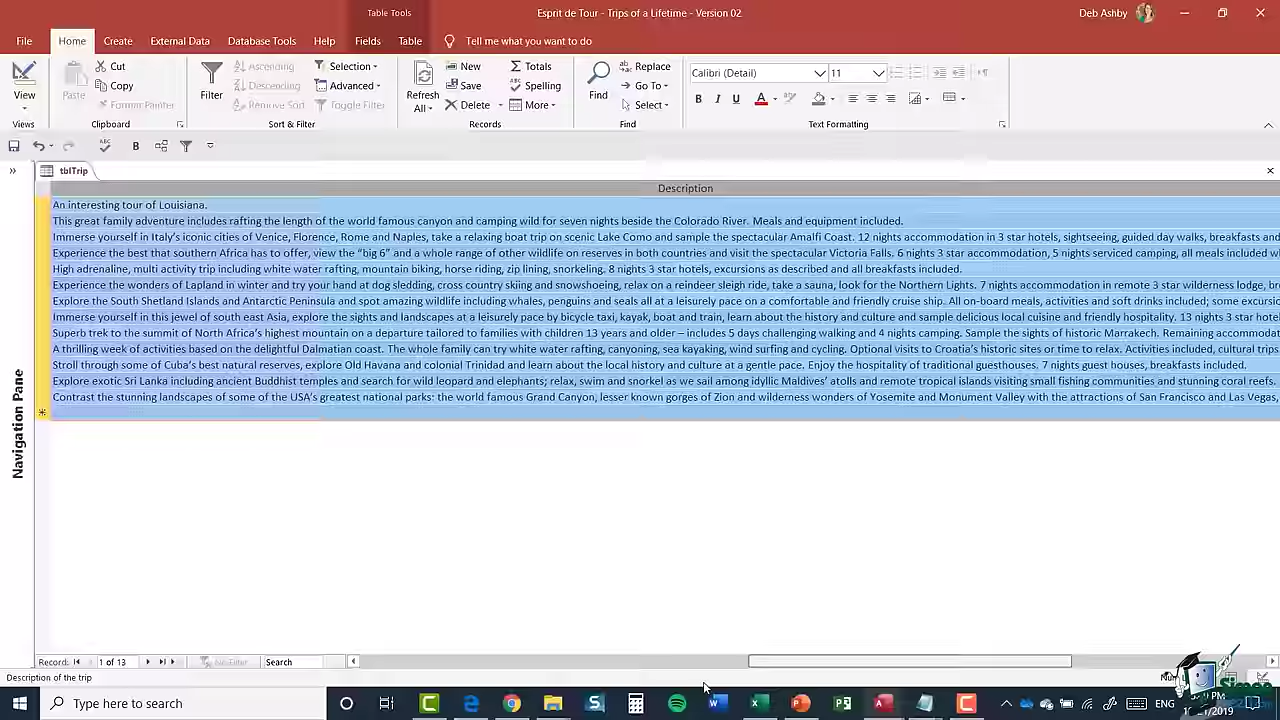 Table Tools
Esprit de Tour - Trips of a Lifetime - Version 02
Deb Ashby
File
Home
Create
External Data
Database Tools
Help
Fields
Table
Tell me what you want to do
View
Views
Paste
Cut
Copy
Format Painter
Clipboard
Filter
Ascending
Descending
Remove Sort
Selection
Advanced
Toggle Filter
Sort & Filter
Refresh All
New
Save
Delete
Totals
Spelling
More
Records
Find
Replace
Go To
Select
Find
Calibri (Detail)
11
B I U A
Text Formatting
ABC
B
tblTrip
Description
An interesting tour of Louisiana.
This great family adventure includes rafting the length of the world famous canyon and camping wild for seven nights beside the Colorado River. Meals and equipment included.
Immerse yourself in Italy's iconic cities of Venice, Florence, Rome and Naples, take a relaxing boat trip on scenic Lake Como and sample the spectacular Amalfi Coast. 12 nights accommodation in 3 star hotels, sightseeing, guided day walks, breakfasts and
Experience the best that southern Africa has to offer, view the "big 6" and a whole range of other wildlife on reserves in both countries and visit the spectacular Victoria Falls. 6 nights 3 star accommodation, 5 nights serviced camping, all meals included
High adrenaline, multi activity trip including white water rafting, mountain biking, horse riding, zip lining, snorkeling. 8 nights 3 star hotels, excursions as described and all breakfasts included.
Experience the wonders of Lapland in winter and try your hand at dog sledding, cross country skiing and snowshoeing, relax on a reindeer sleigh ride, take a sauna, look for the Northern Lights. 7 nights accommodation in remote 3 star wilderness lodge,
Explore the South Shetland Islands and Antarctic Peninsula and spot amazing wildlife including whales, penguins and seals all at a leisurely pace on a comfortable and friendly cruise ship. All on-board meals, activities and soft drinks included; some
Immerse yourself in this jewel of south east Asia, explore the sights and landscapes at a leisurely pace by bicycle taxi, kayak, boat and train, learn about the history and culture and sample delicious local cuisine and friendly hospitality. 13 nights 3 star
Superb trek to the summit of North Africa's highest mountain on a departure tailored to families with children 13 years and older – includes 5 days challenging walking and 4 nights camping. Sample the sights of historic Marrakech. Remaining
A thrilling week of activities based on the delightful Dalmatian coast. The whole family can try white water rafting, canyoning, sea kayaking, wind surfing and cycling. Optional visits to Croatia's historic sites or time to relax. Activities included, cultural trips
Stroll through some of Cuba's best natural reserves, explore Old Havana and colonial Trinidad and learn about the local history and culture at a gentle pace. Enjoy the hospitality of traditional guesthouses. 7 nights guest houses, breakfasts included.
Explore exotic Sri Lanka including ancient Buddhist temples and search for wild leopard and elephants; relax, swim and snorkel as we sail among idyllic Maldives' atolls and remote tropical islands visiting small fishing communities and stunning coral reefs.
Contrast the stunning landscapes of some of the USA's greatest national parks: the world famous Grand Canyon, lesser known gorges of Zion and wilderness wonders of Yosemite and Monument Valley with the attractions of San Francisco and Las Vegas,
Navigation Pane
Record:
1 of 13
No Filter
Search
Description of the trip
Type here to search
ENG